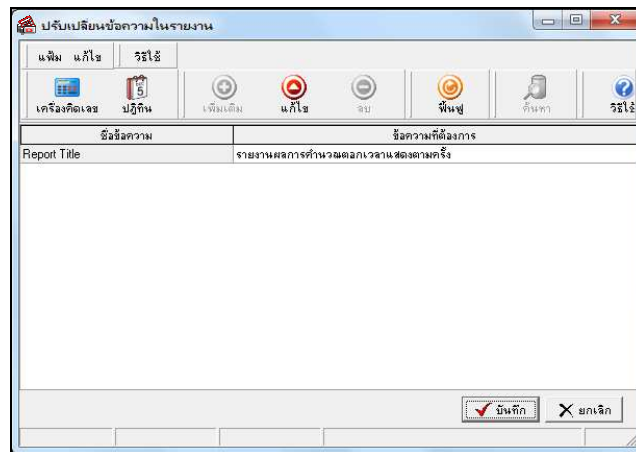 ปรับเปลี่ยนข้อความในรายงาน
แฟ้ม แก้ไข วิธีใช้
เครื่องคิดเลข ปฏิทิน เพิ่มเติม แก้ไข ลบ ฟื้นฟู ค้นหา วิธีใช้
ชื่อข้อความ ข้อความที่ต้องการ
Report Title รายงานผลการคำนวณตอกเวลาแสดงตามครั้ง
บันทึก ยกเลิก